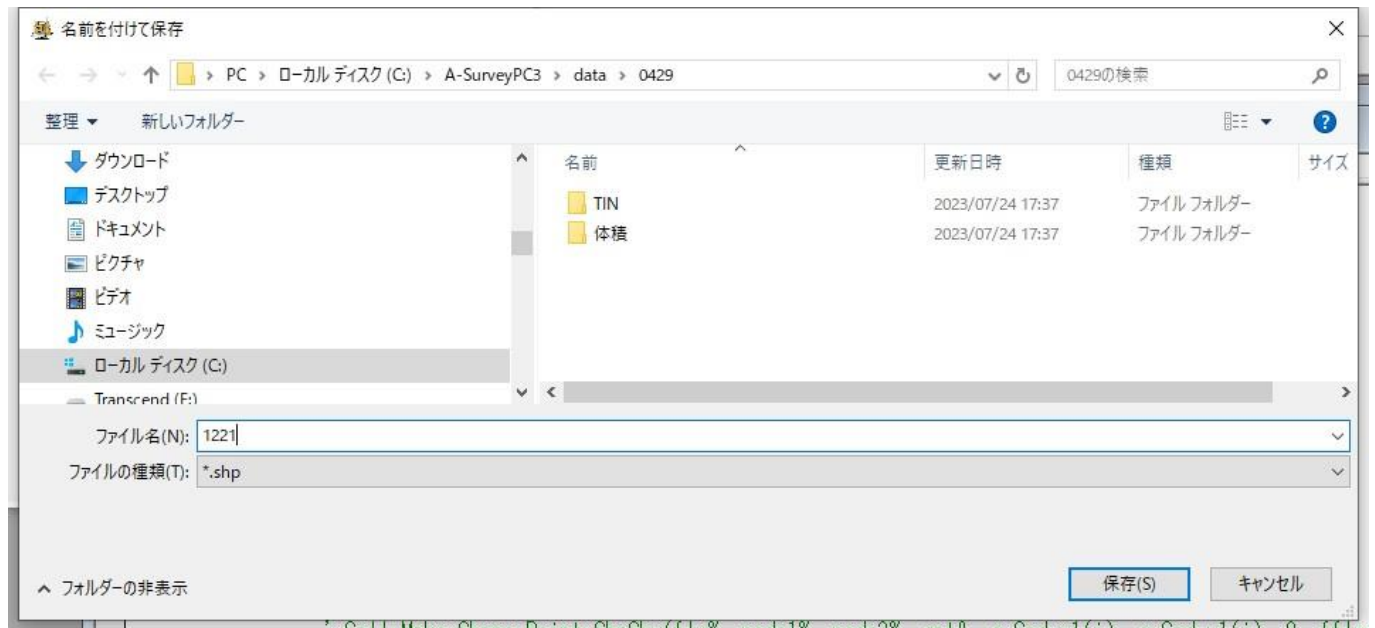 名前を付けて保存
PC › ローカル ディスク (C:) › A-SurveyPC3 › data › 0429
0429の検索
整理 新しいフォルダー
ダウンロード
デスクトップ
ドキュメント
ピクチャ
ビデオ
ミュージック
ローカル ディスク (C:)
Transcend (F:)
名前 更新日時 種類 サイズ
TIN 2023/07/24 17:37 ファイル フォルダー
体積 2023/07/24 17:37 ファイル フォルダー
ファイル名(N): 1221
ファイルの種類(T): *.shp
フォルダーの非表示
保存(S) キャンセル